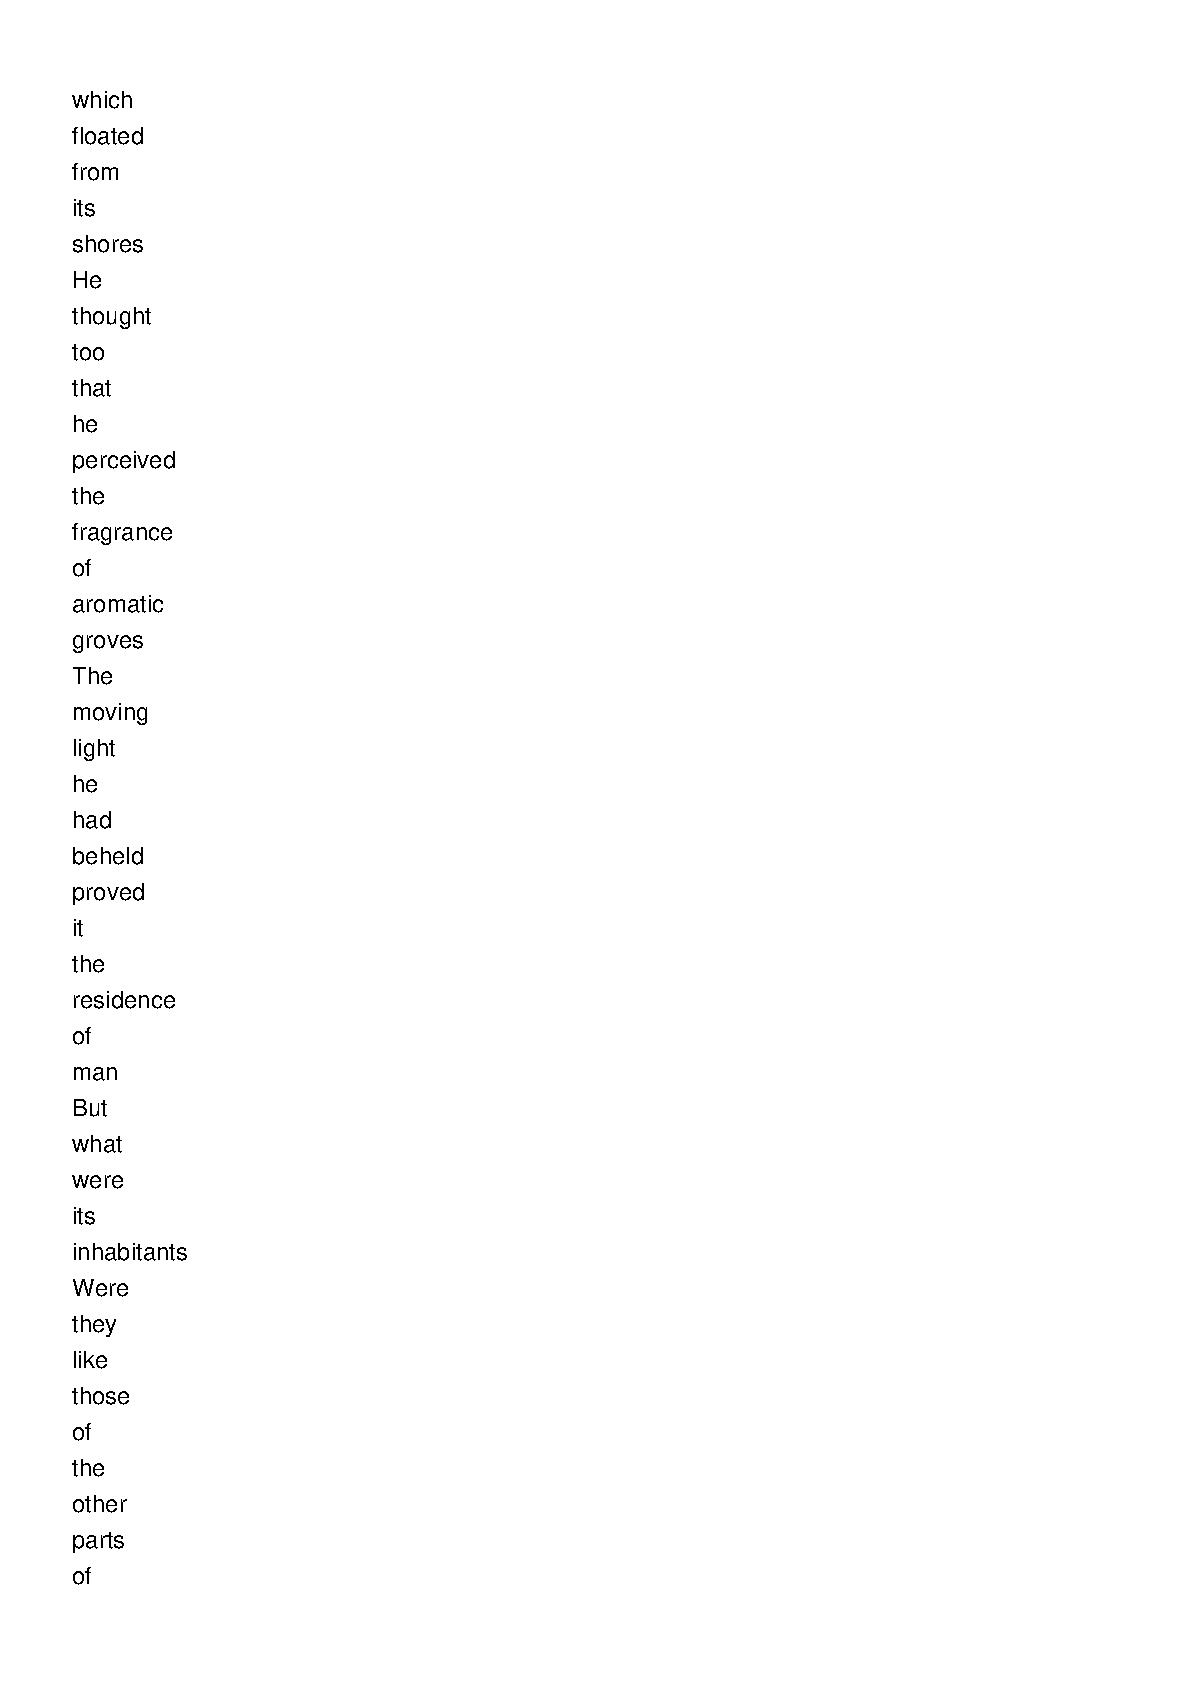 which
floated
from
its
shores
He
thought
too
that
he
perceived
the
fragrance
of
aromatic
groves
The
moving
light
he
had
beheld
proved
it
the
residence
of
man
But
what
were
its
inhabitants
Were
they
like
those
of
the
other
parts
of